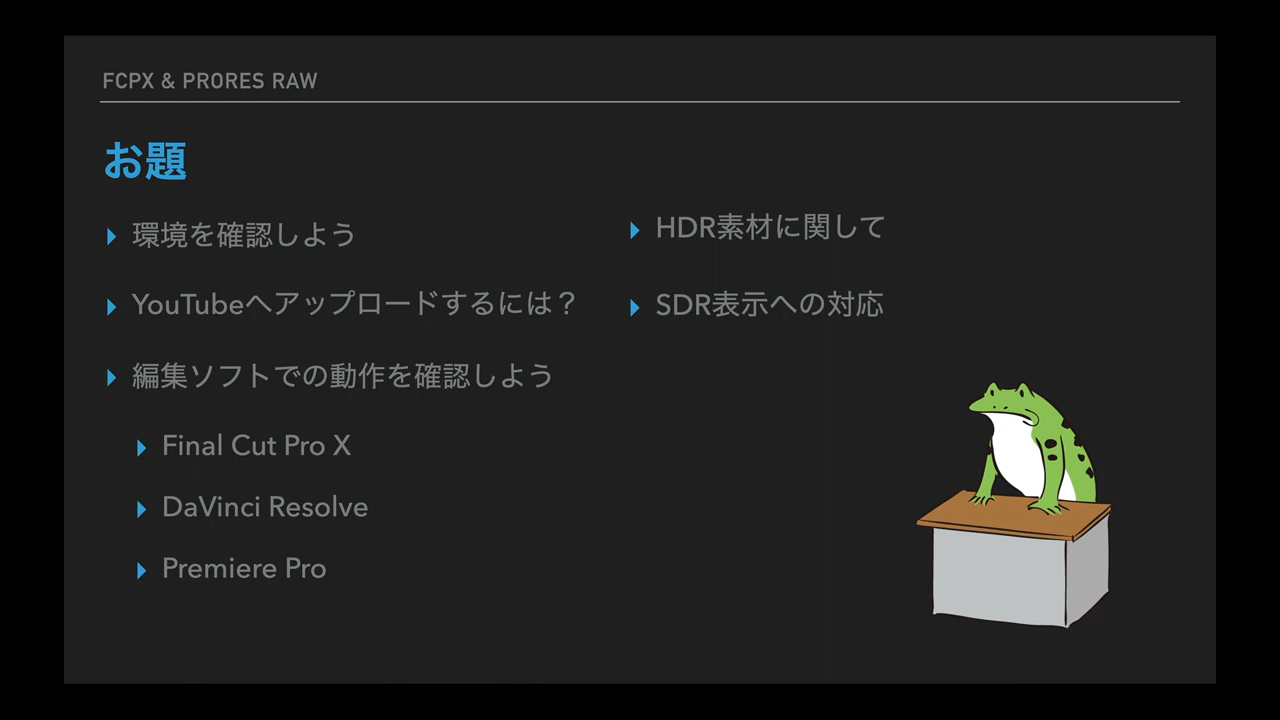 FCPX & PRORES RAW
お題
環境を確認しよう
YouTubeへアップロードするには？
編集ソフトでの動作を確認しよう
Final Cut Pro X
DaVinci Resolve
Premiere Pro
HDR素材に関して
SDR表示への対応